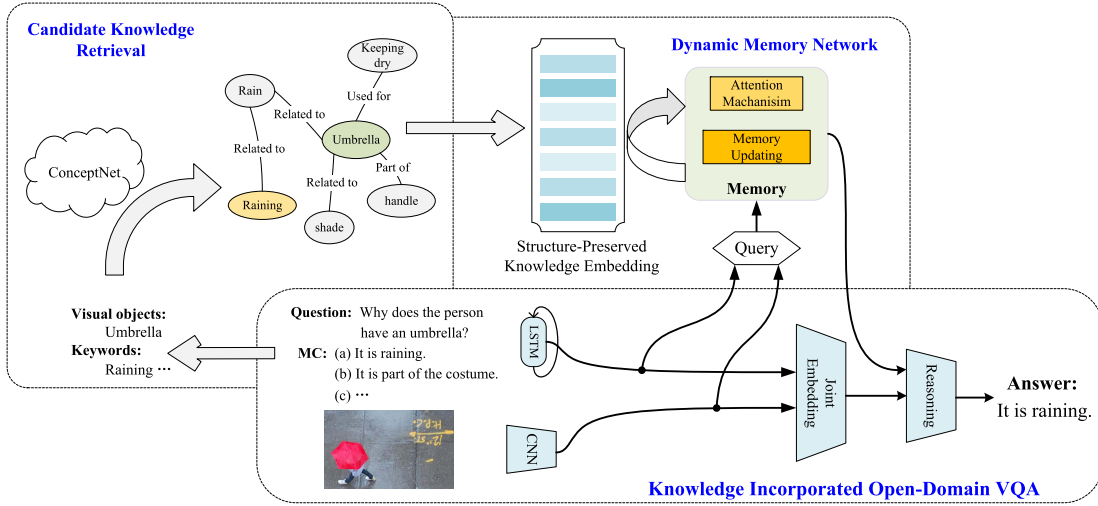 Candidate Knowledge
Retrieval
ConceptNet
Rain
Related to
Raining
Related to
Keeping
dry
Used for
Umbrella
Related to
shade
Part of
handle
Structure-Preserved
Knowledge Embedding
Dynamic Memory Network
Attention
Machanisim
Memory
Updating
Memory
Query
Visual objects:
Umbrella
Keywords:
Raining ···
Question: Why does the person
have an umbrella?
MC: (a) It is raining.
(b) It is part of the costume.
(c) ···
H.P.C.
12" ST.
LSTM
CNN
Joint
Embedding
Reasoning
Answer:
It is raining.
Knowledge Incorporated Open-Domain VQA